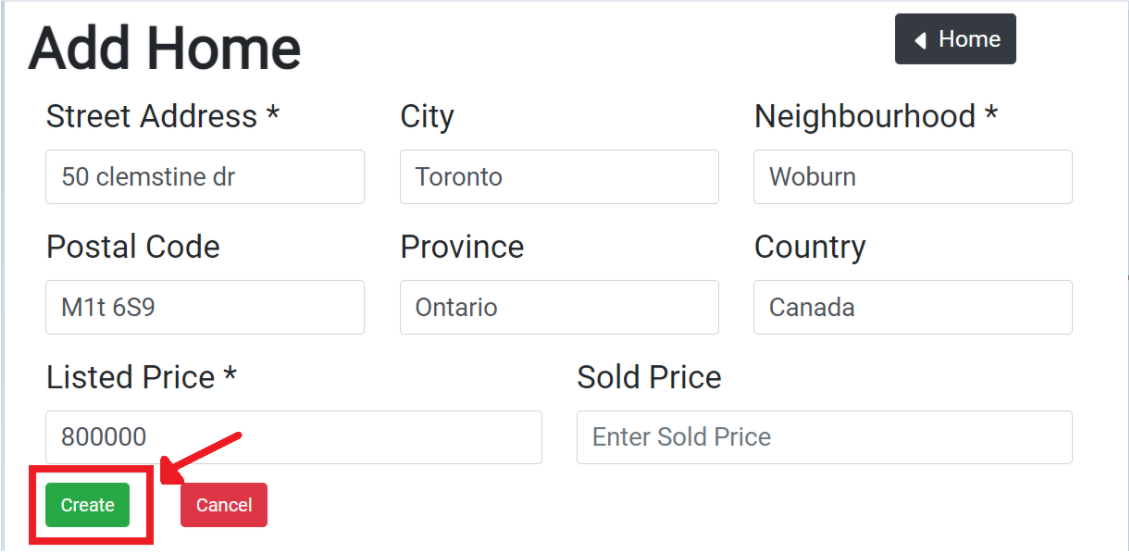 Add Home
Home
Street Address *
City
Neighbourhood *
50 clemstine dr
Toronto
Woburn
Postal Code
Province
Country
M1t 6S9
Ontario
Canada
Listed Price *
Sold Price
800000
Enter Sold Price
Create
Cancel